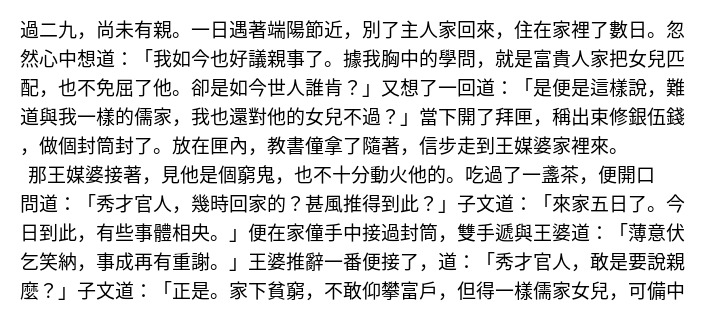 過二九，尚未有親。一日遇著端陽節近，別了主人家回來，住在家裡了數日。忽
然心中想道：「我如今也好議親事了。據我胸中的學問，就是富貴人家把女兒匹
配，也不免屈了他。卻是如今世人誰肯？」又想了一回道：「是便是這樣說，難
道與我一樣的儒家，我也還對他的女兒不過？」當下開了拜匣，稱出束修銀伍錢
，做個封筒封了。放在匣內，教書僮拿了隨著，信步走到王媒婆家裡來。
那王媒婆接著，見他是個窮鬼，也不十分動火他的。吃過了一盞茶，便開口
問道：「秀才官人，幾時回家的？甚風推得到此？」子文道：「來家五日了。今
日到此，有些事體相央。」便在家僮手中接過封筒，雙手遞與王婆道：「薄意伏
乞笑納，事成再有重謝。」王婆推辭一番便接了，道：「秀才官人，敢是要說親
麼？」子文道：「正是。家下貧窮，不敢仰攀富戶，但得一樣儒家女兒，可備中